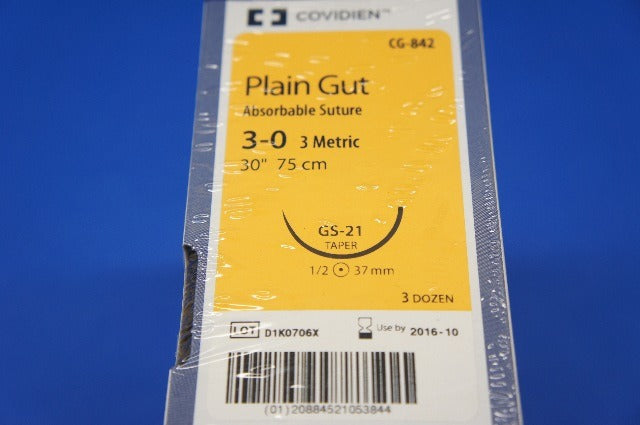 COVIDIEN™
CG-842
Plain Gut
Absorbable Suture
3-0 3 Metric
30" 75 cm
GS-21
TAPER
1/2 37 mm
3 DOZEN
LOT D1K0706X Use by 2016-10
(01)20884521053844